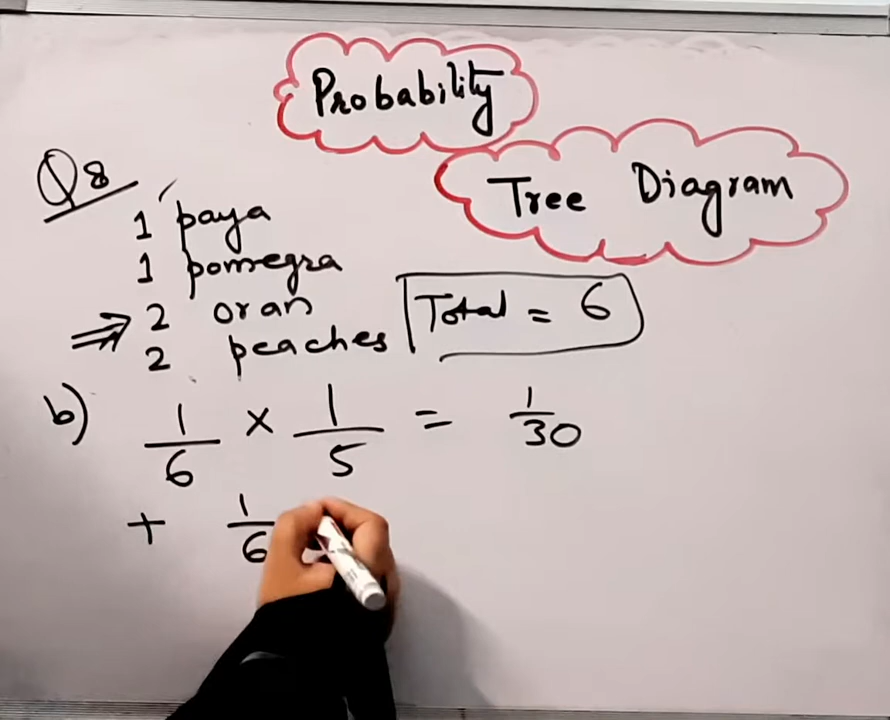 Probability
Tree Diagram
Q8
1 paya
1 pomegra
⇒ 2 oran
2 peaches
Total = 6
b) 1/6 × 1/5 = 1/30
+ 1/6